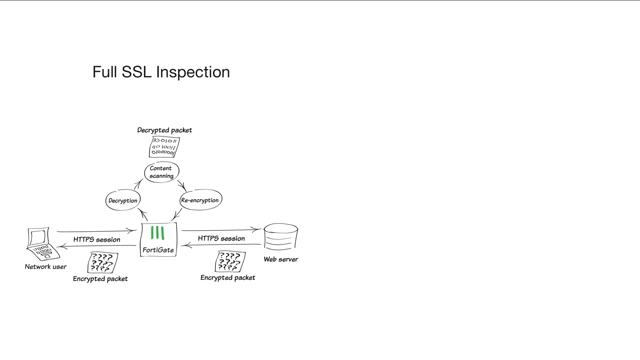 Full SSL Inspection
Decrypted packet
Content
scanning
Decryption
Re-encryption
HTTPS session
HTTPS session
FortiGate
Network user
Web server
Encrypted packet
????
????
????
Encrypted packet
????
????
????